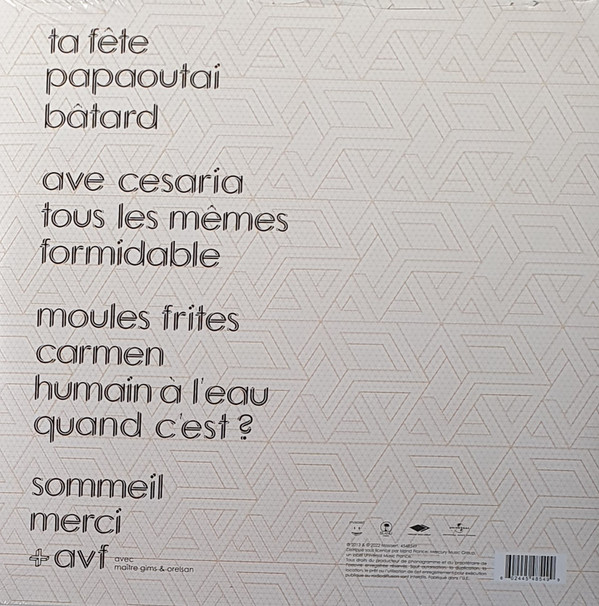 ta fête
papaoutai
bâtard
ave cesaria
tous les mêmes
formidable
moules frites
carmen
humain à l'eau
quand c'est ?
sommeil
merci
+ avf avec
maître gims & orelsan